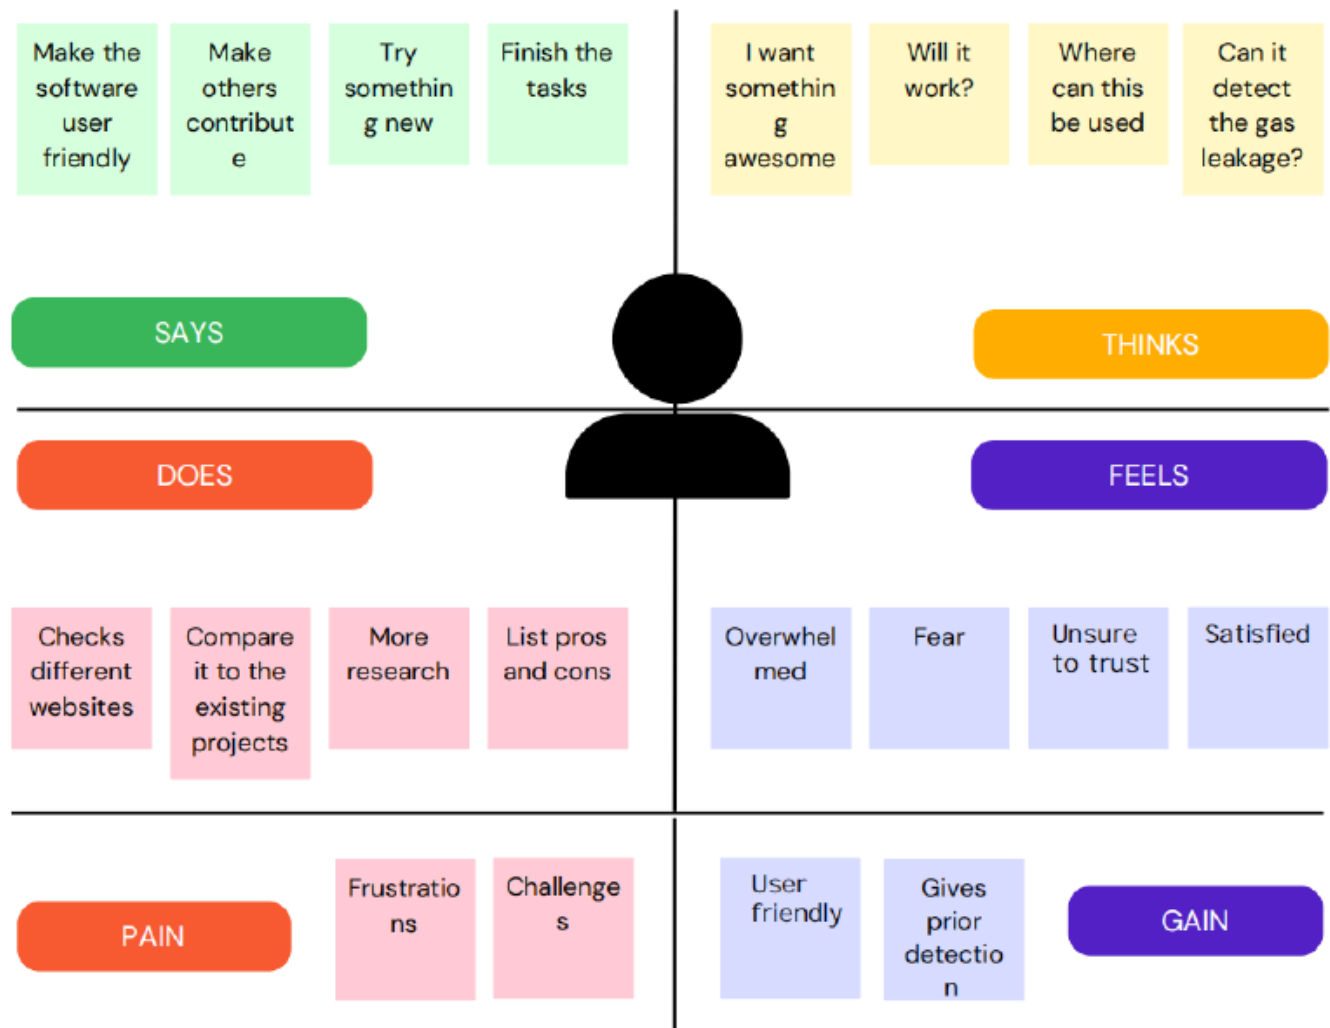 Make the
software
user
friendly
Make
others
contribut
e
Try
somethin
g new
Finish the
tasks
I want
somethin
g
awesome
Will it
work?
Where
can this
be used
Can it
detect
the gas
leakage?
SAYS
THINKS
DOES
FEELS
Checks
different
websites
Compare
it to the
existing
projects
More
research
List pros
and cons
Overwhel
med
Fear
Unsure
to trust
Satisfied
PAIN
Frustratio
ns
Challenge
s
User
friendly
Gives
prior
detectio
n
GAIN